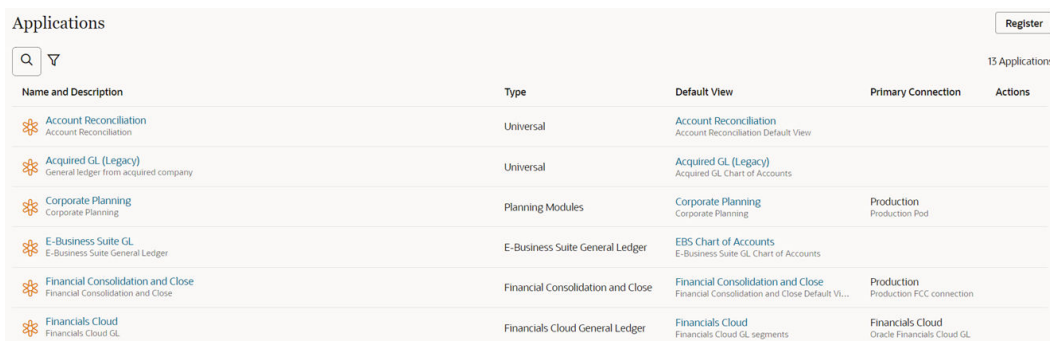 Applications
Register
13 Applications
Name and Description Type Default View Primary Connection Actions
Account Reconciliation Universal Account Reconciliation
Account Reconciliation Account Reconciliation Default View
Acquired GL (Legacy) Universal Acquired GL (Legacy)
General ledger from acquired company Acquired GL Chart of Accounts
Corporate Planning Planning Modules Corporate Planning Production
Corporate Planning Corporate Planning Production Pod
E-Business Suite GL E-Business Suite General Ledger EBS Chart of Accounts
E-Business Suite General Ledger E-Business Suite GL Chart of Accounts
Financial Consolidation and Close Financial Consolidation and Close Financial Consolidation and Close Production
Financial Consolidation and Close Financial Consolidation and Close Default Vi... Production FCC connection
Financials Cloud Financials Cloud General Ledger Financials Cloud Financials Cloud
Financials Cloud GL Financials Cloud GL segments Oracle Financials Cloud GL